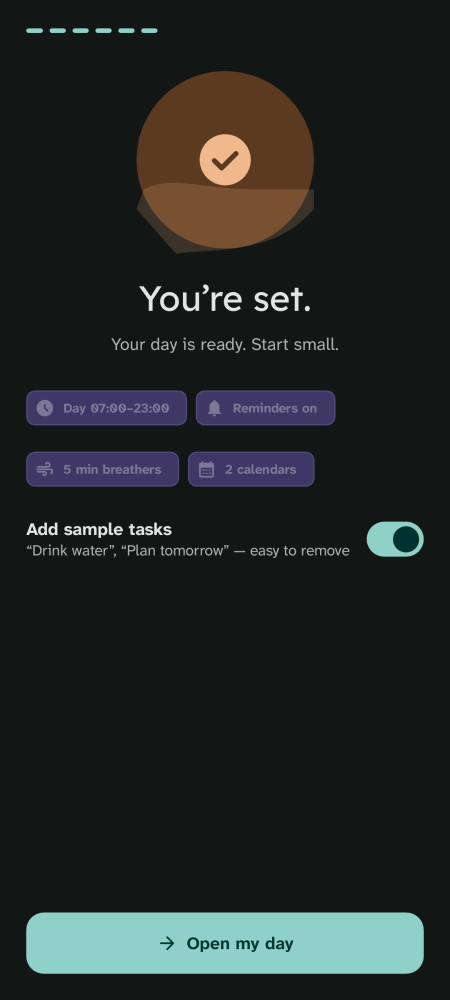 You’re set.
Your day is ready. Start small.
Day 07:00–23:00
Reminders on
5 min breathers
2 calendars
Add sample tasks
“Drink water”, “Plan tomorrow” — easy to remove
Open my day